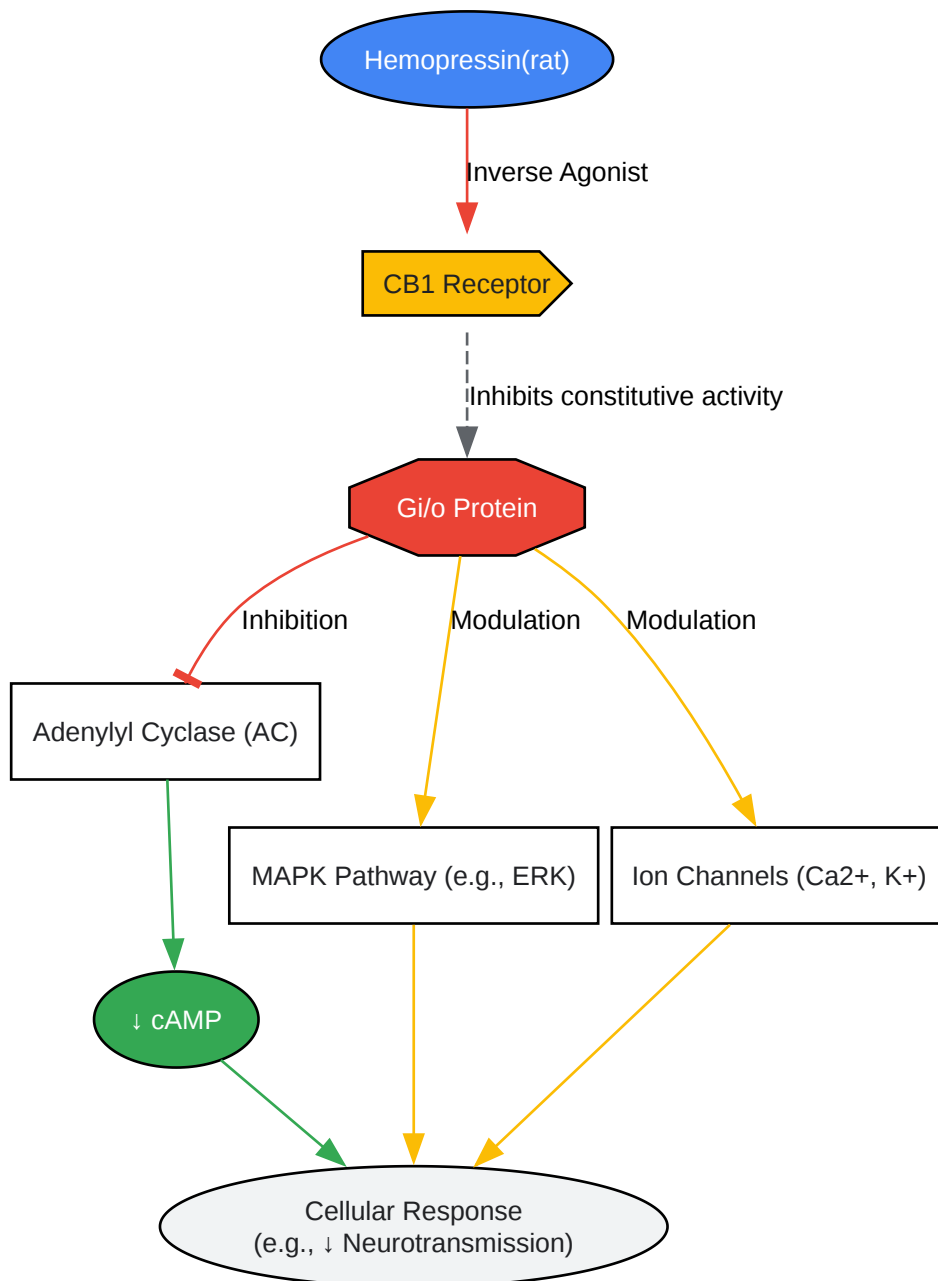 Hemopressin(rat)
Inverse Agonist
CB1 Receptor
Inhibits constitutive activity
Gi/o Protein
Inhibition
Modulation
Modulation
Adenylyl Cyclase (AC)
MAPK Pathway (e.g., ERK)
Ion Channels (Ca2+, K+)
↓ cAMP
Cellular Response
(e.g., ↓ Neurotransmission)